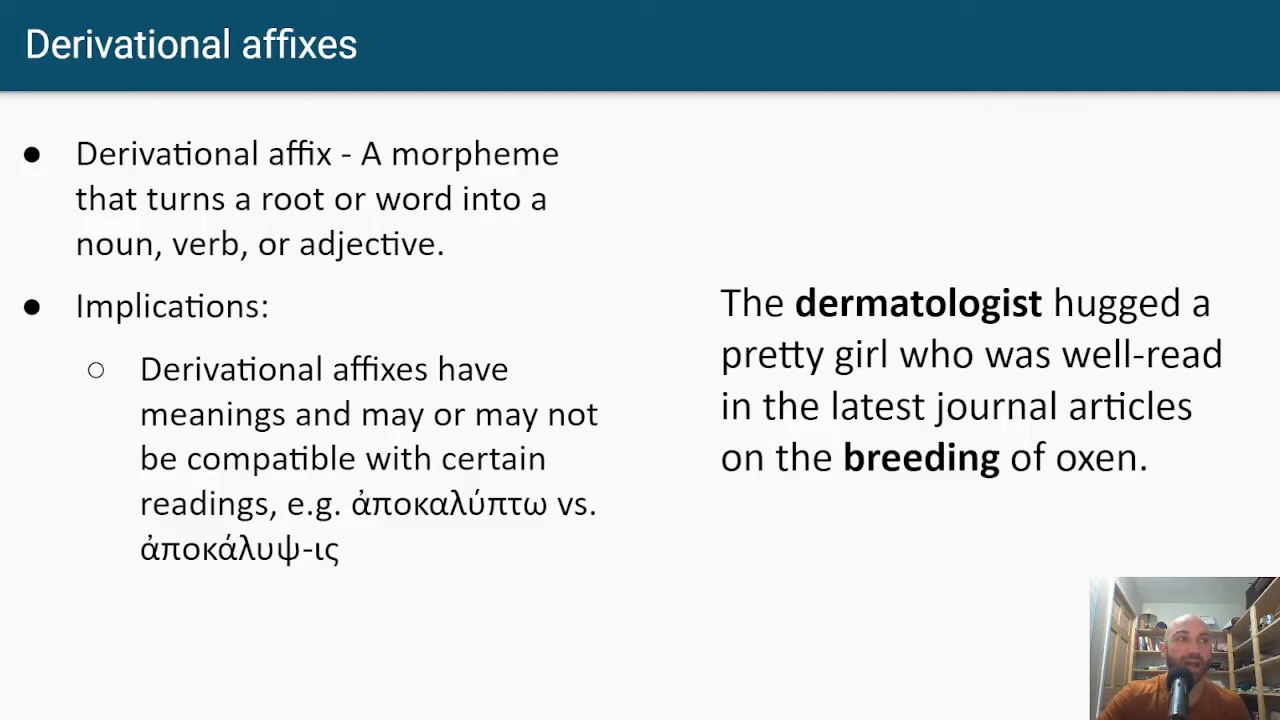 Derivational affixes
● Derivational affix - A morpheme
that turns a root or word into a
noun, verb, or adjective.
● Implications:
○ Derivational affixes have
meanings and may or may not
be compatible with certain
readings, e.g. ἀποκαλύπτω vs.
ἀποκάλυψ-ις
The dermatologist hugged a
pretty girl who was well-read
in the latest journal articles
on the breeding of oxen.